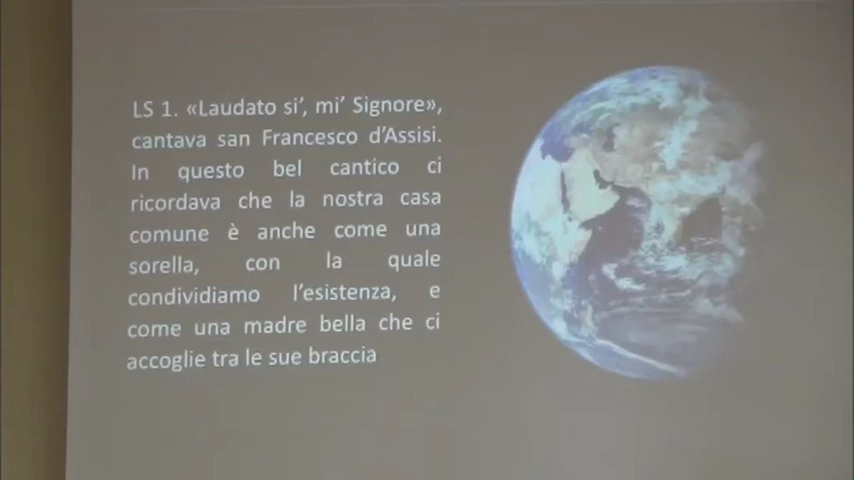 LS 1. «Laudato si’, mi’ Signore»,
cantava san Francesco d’Assisi.
In questo bel cantico ci
ricordava che la nostra casa
comune è anche come una
sorella, con la quale
condividiamo l’esistenza, e
come una madre bella che ci
accoglie tra le sue braccia